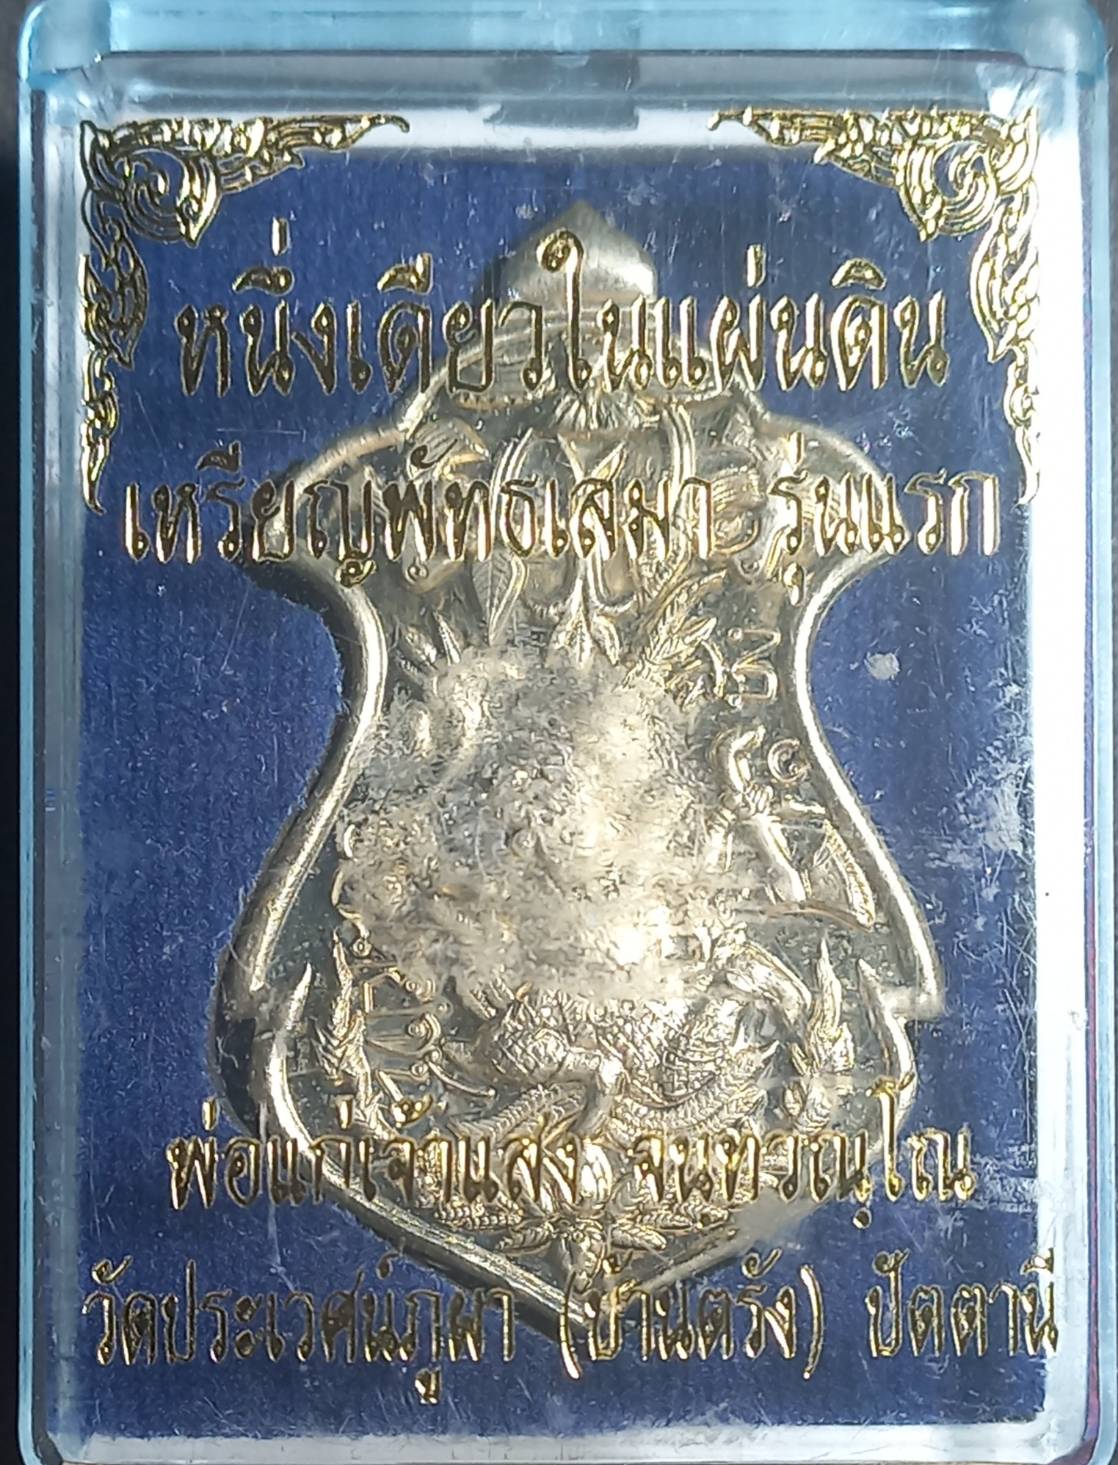 หนึ่งเดียวในแผ่นดิน
เหรียญพัทธเสมา รุ่นแรก
พ่อแก่เจ้าแสง จนฺทวณฺโณ
วัดประเวศน์ภูผา (บ้านตรัง) ปัตตานี